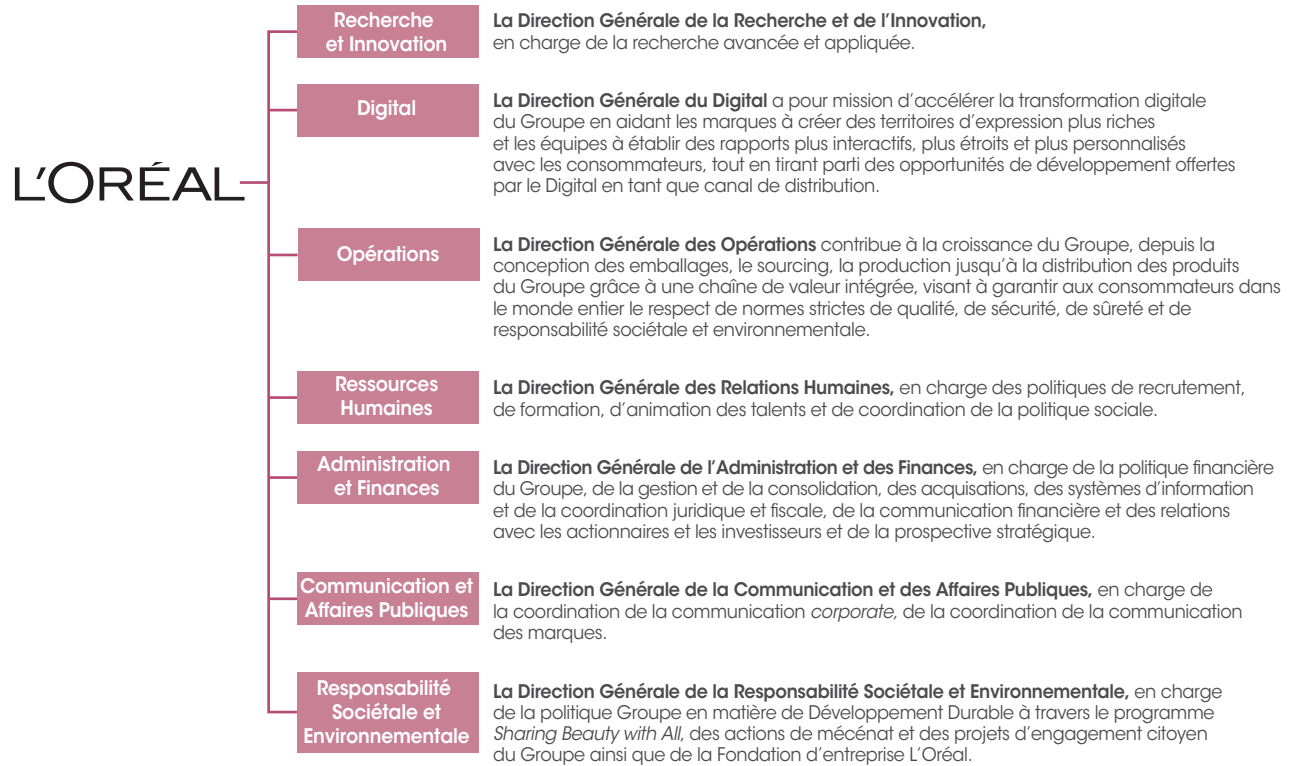 L'ORÉAL
Recherche
et Innovation
La Direction Générale de la Recherche et de l'Innovation,
en charge de la recherche avancée et appliquée.
Digital
La Direction Générale du Digital a pour mission d'accélérer la transformation digitale
du Groupe en aidant les marques à créer des territoires d'expression plus riches
et les équipes à établir des rapports plus interactifs, plus étroits et plus personnalisés
avec les consommateurs, tout en tirant parti des opportunités de développement offertes
par le Digital en tant que canal de distribution.
Opérations
La Direction Générale des Opérations contribue à la croissance du Groupe, depuis la
conception des emballages, le sourcing, la production jusqu'à la distribution des produits
du Groupe grâce à une chaîne de valeur intégrée, visant à garantir aux consommateurs dans
le monde entier le respect de normes strictes de qualité, de sécurité, de sûreté et de
responsabilité sociétale et environnementale.
Ressources
Humaines
La Direction Générale des Relations Humaines, en charge des politiques de recrutement,
de formation, d'animation des talents et de coordination de la politique sociale.
Administration
et Finances
La Direction Générale de l'Administration et des Finances, en charge de la politique financière
du Groupe, de la gestion et de la consolidation, des acquisations, des systèmes d'information
et de la coordination juridique et fiscale, de la communication financière et des relations
avec les actionnaires et les investisseurs et de la prospective stratégique.
Communication et
Affaires Publiques
La Direction Générale de la Communication et des Affaires Publiques, en charge de
la coordination de la communication corporate, de la coordination de la communication
des marques.
Responsabilité
Sociétale et
Environnementale
La Direction Générale de la Responsabilité Sociétale et Environnementale, en charge
de la politique Groupe en matière de Développement Durable à travers le programme
Sharing Beauty with All, des actions de mécénat et des projets d'engagement citoyen
du Groupe ainsi que de la Fondation d'entreprise L'Oréal.